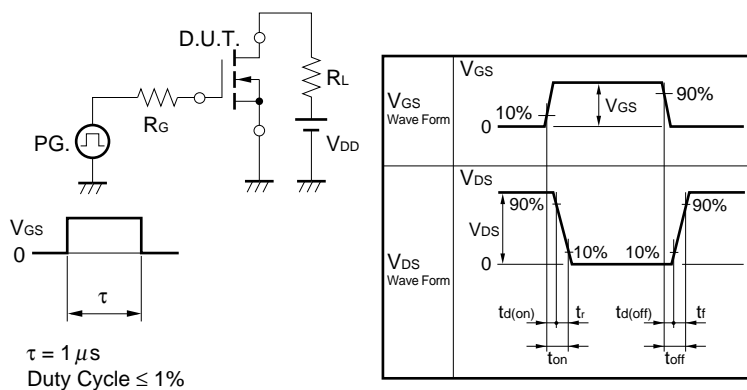 D.U.T.
RL
RG
PG.
VDD
VGS
0
τ
τ = 1 μs
Duty Cycle ≤ 1%
VGS
Wave Form
VGS
10%
VGS
90%
0
VDS
Wave Form
VDS
90%
VDS
90%
10%
10%
0
td(on)
tr
td(off)
tf
ton
toff